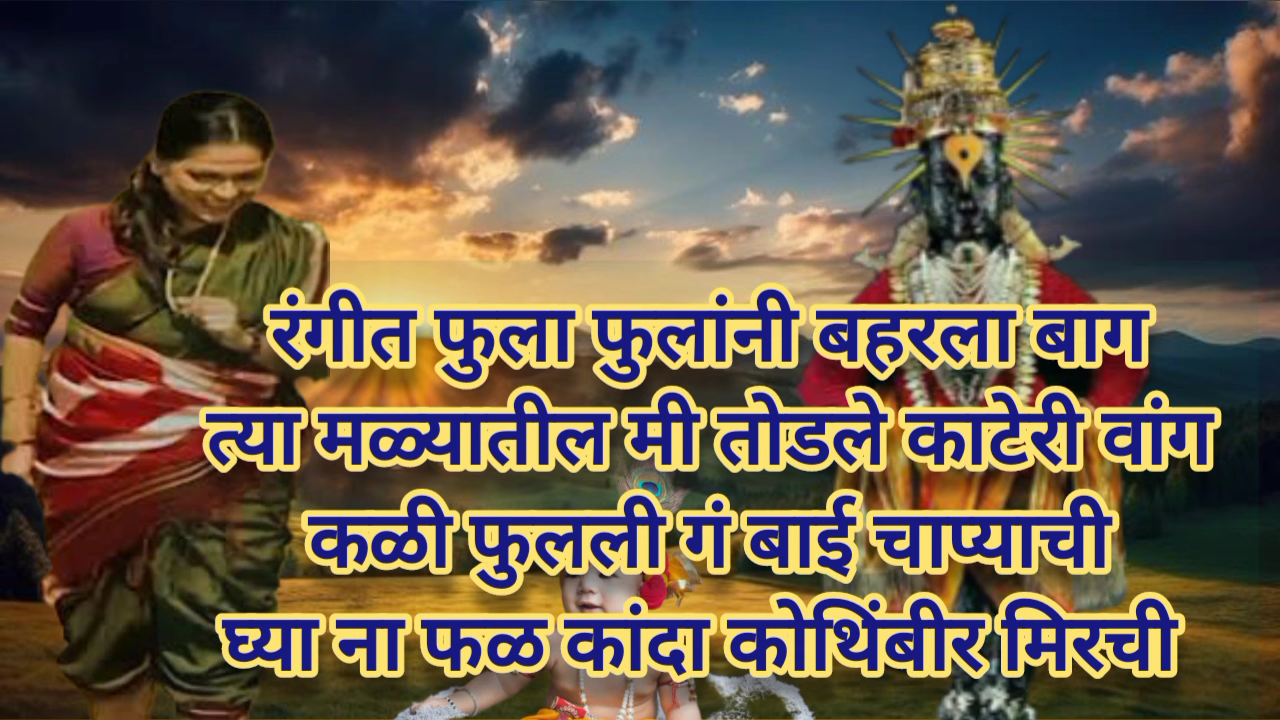 रंगीत फुला फुलांनी बहरला बाग
त्या मळ्यातील मी तोडले काटेरी वांग
कळी फुलली गं बाई चाप्याची
घ्या ना फळ कांदा कोथिंबीर मिरची